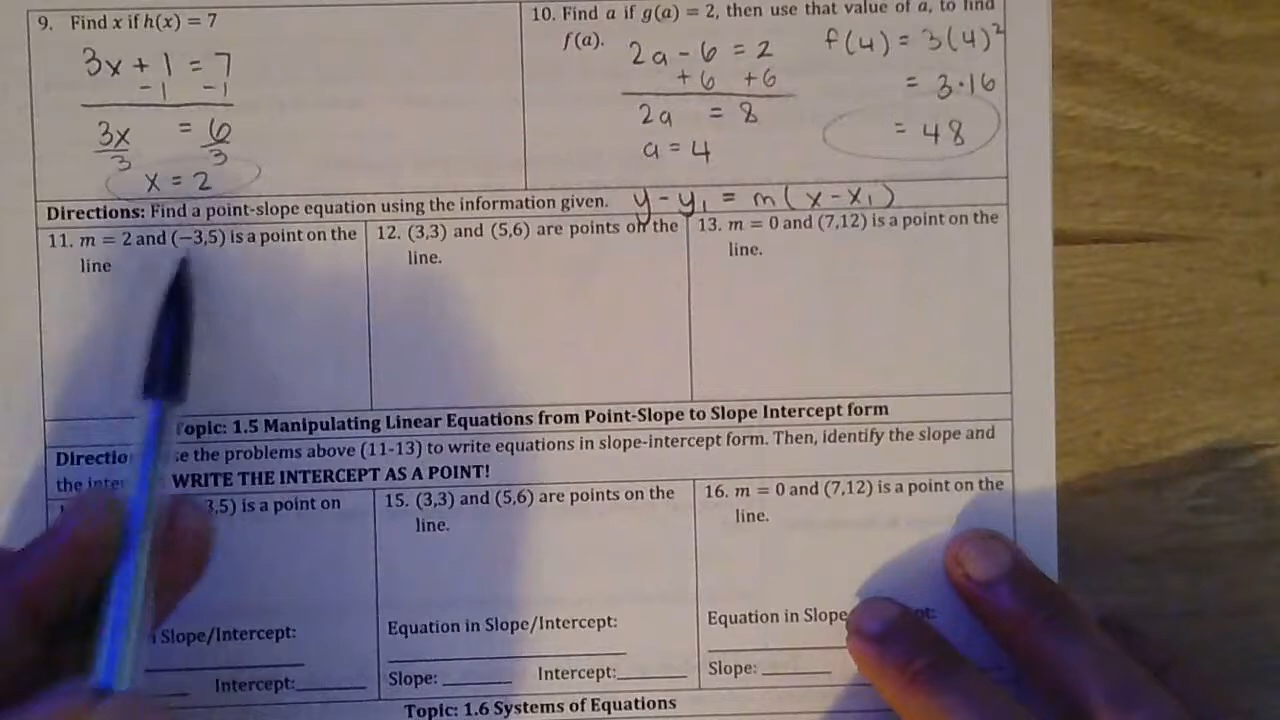 9. Find x if h(x) = 7
3x + 1 = 7
-1 -1
3x/3 = 6/3
x = 2
10. Find a if g(a) = 2, then use that value of a, to find
f(a).
2a - 6 = 2
+6 +6
2a = 8
a = 4
f(4) = 3(4)²
= 3·16
= 48
Directions: Find a point-slope equation using the information given. y - y₁ = m(x - x₁)
11. m = 2 and (−3,5) is a point on the
line
12. (3,3) and (5,6) are points on the
line.
13. m = 0 and (7,12) is a point on the
line.
opic: 1.5 Manipulating Linear Equations from Point-Slope to Slope Intercept form
Directio e the problems above (11-13) to write equations in slope-intercept form. Then, identify the slope and
the inter WRITE THE INTERCEPT AS A POINT!
3,5) is a point on
Slope/Intercept:
Intercept:
15. (3,3) and (5,6) are points on the
line.
Equation in Slope/Intercept:
Slope: Intercept:
16. m = 0 and (7,12) is a point on the
line.
Equation in Slope pt:
Slope:
Topic: 1.6 Systems of Equations